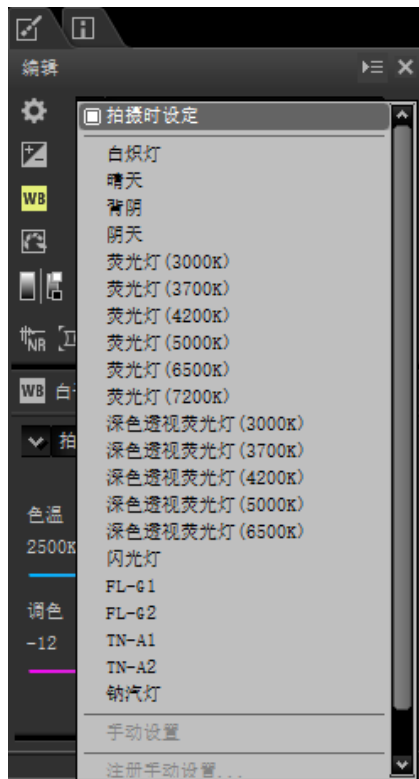 编辑
拍摄时设定
白炽灯
晴天
背阴
阴天
荧光灯(3000K)
荧光灯(3700K)
荧光灯(4200K)
荧光灯(5000K)
荧光灯(6500K)
荧光灯(7200K)
深色透视荧光灯(3000K)
深色透视荧光灯(3700K)
深色透视荧光灯(4200K)
深色透视荧光灯(5000K)
深色透视荧光灯(6500K)
闪光灯
FL-G1
FL-G2
TN-A1
TN-A2
钠汽灯
手动设置
注册手动设置...
WB
NR
WB 白
拍
色温
2500K
调色
-12